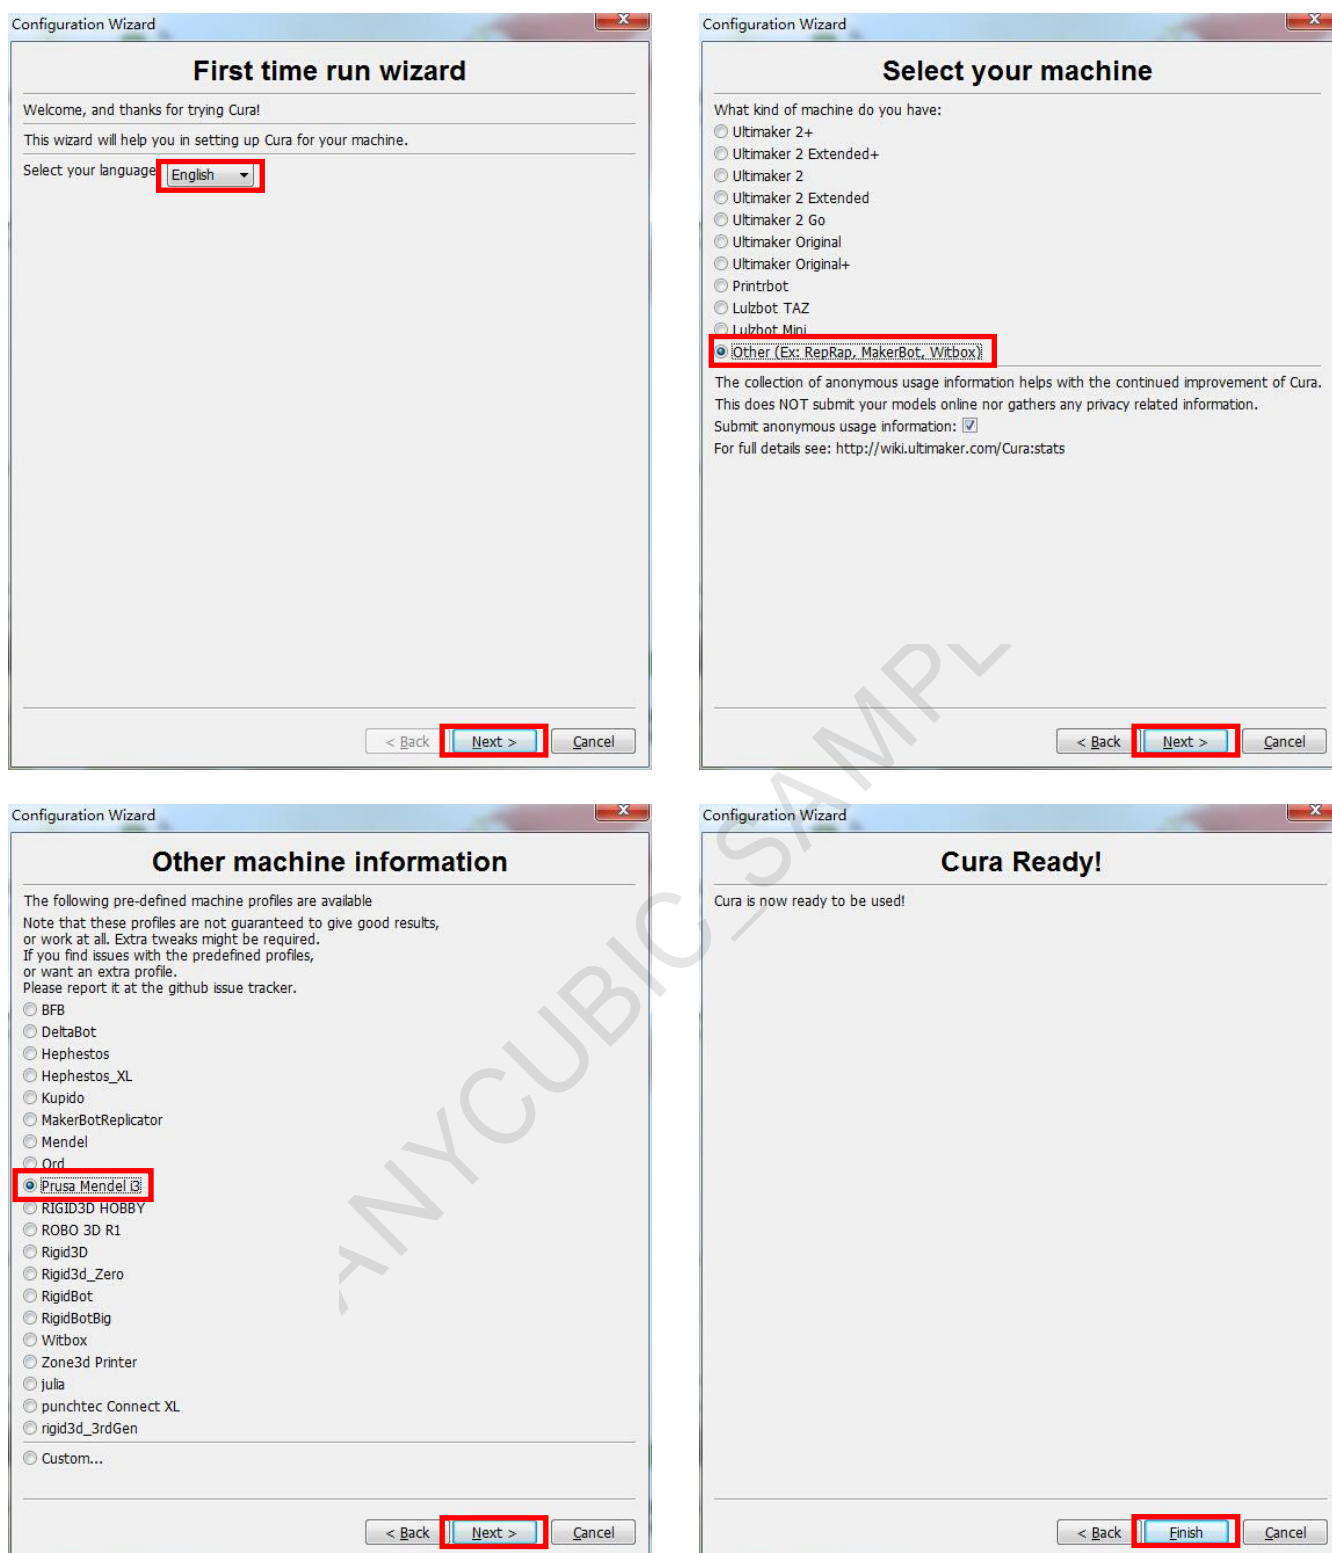 Configuration Wizard
First time run wizard
Welcome, and thanks for trying Cura!
This wizard will help you in setting up Cura for your machine.
Select your language
English
< Back
Next >
Cancel
Configuration Wizard
Select your machine
What kind of machine do you have:
Ultimaker 2+
Ultimaker 2 Extended+
Ultimaker 2
Ultimaker 2 Extended
Ultimaker 2 Go
Ultimaker Original
Ultimaker Original+
Printrbot
Lulzbot TAZ
Lulzbot Mini
Other (Ex: RepRap, MakerBot, Witbox)
The collection of anonymous usage information helps with the continued improvement of Cura.
This does NOT submit your models online nor gathers any privacy related information.
Submit anonymous usage information:
For full details see: http://wiki.ultimaker.com/Cura:stats
< Back
Next >
Cancel
Configuration Wizard
Other machine information
The following pre-defined machine profiles are available
Note that these profiles are not guaranteed to give good results,
or work at all. Extra tweaks might be required.
If you find issues with the predefined profiles,
or want an extra profile.
Please report it at the github issue tracker.
BFB
DeltaBot
Hephestos
Hephestos_XL
Kupido
MakerBotReplicator
Mendel
Ord
Prusa Mendel i3
RIGID3D HOBBY
ROBO 3D R1
Rigid3D
Rigid3d_Zero
RigidBot
RigidBotBig
Witbox
Zone3d Printer
julia
punchtec Connect XL
rigid3d_3rdGen
Custom...
< Back
Next >
Cancel
Configuration Wizard
Cura Ready!
Cura is now ready to be used!
< Back
Finish
Cancel
ANYCUBIC_SAMPL